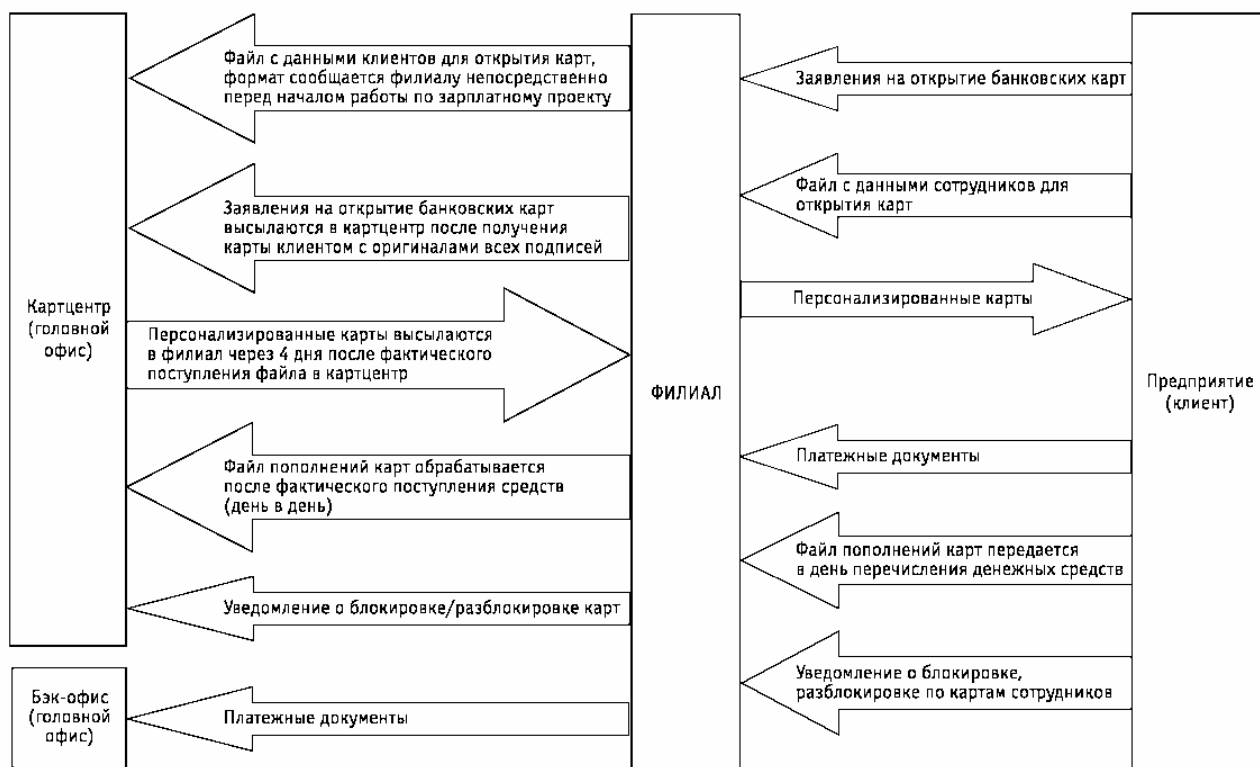 Файл с данными клиентов для открытия карт,
формат сообщается филиалу непосредственно
перед началом работы по зарплатному проекту
Заявления на открытие банковских карт
высылаются в картцентр после получения
карты клиентом с оригиналами всех подписей
Картцентр
(головной
офис)
Персонализированные карты высылаются
в филиал через 4 дня после фактического
поступления файла в картцентр
Файл пополнений карт обрабатывается
после фактического поступления средств
(день в день)
Уведомление о блокировке/разблокировке карт
Бэк-офис
(головной
офис)
Платежные документы
ФИЛИАЛ
Заявления на открытие банковских карт
Файл с данными сотрудников для
открытия карт
Персонализированные карты
Платежные документы
Файл пополнений карт передается
в день перечисления денежных средств
Уведомление о блокировке,
разблокировке по картам сотрудников
Предприятие
(клиент)